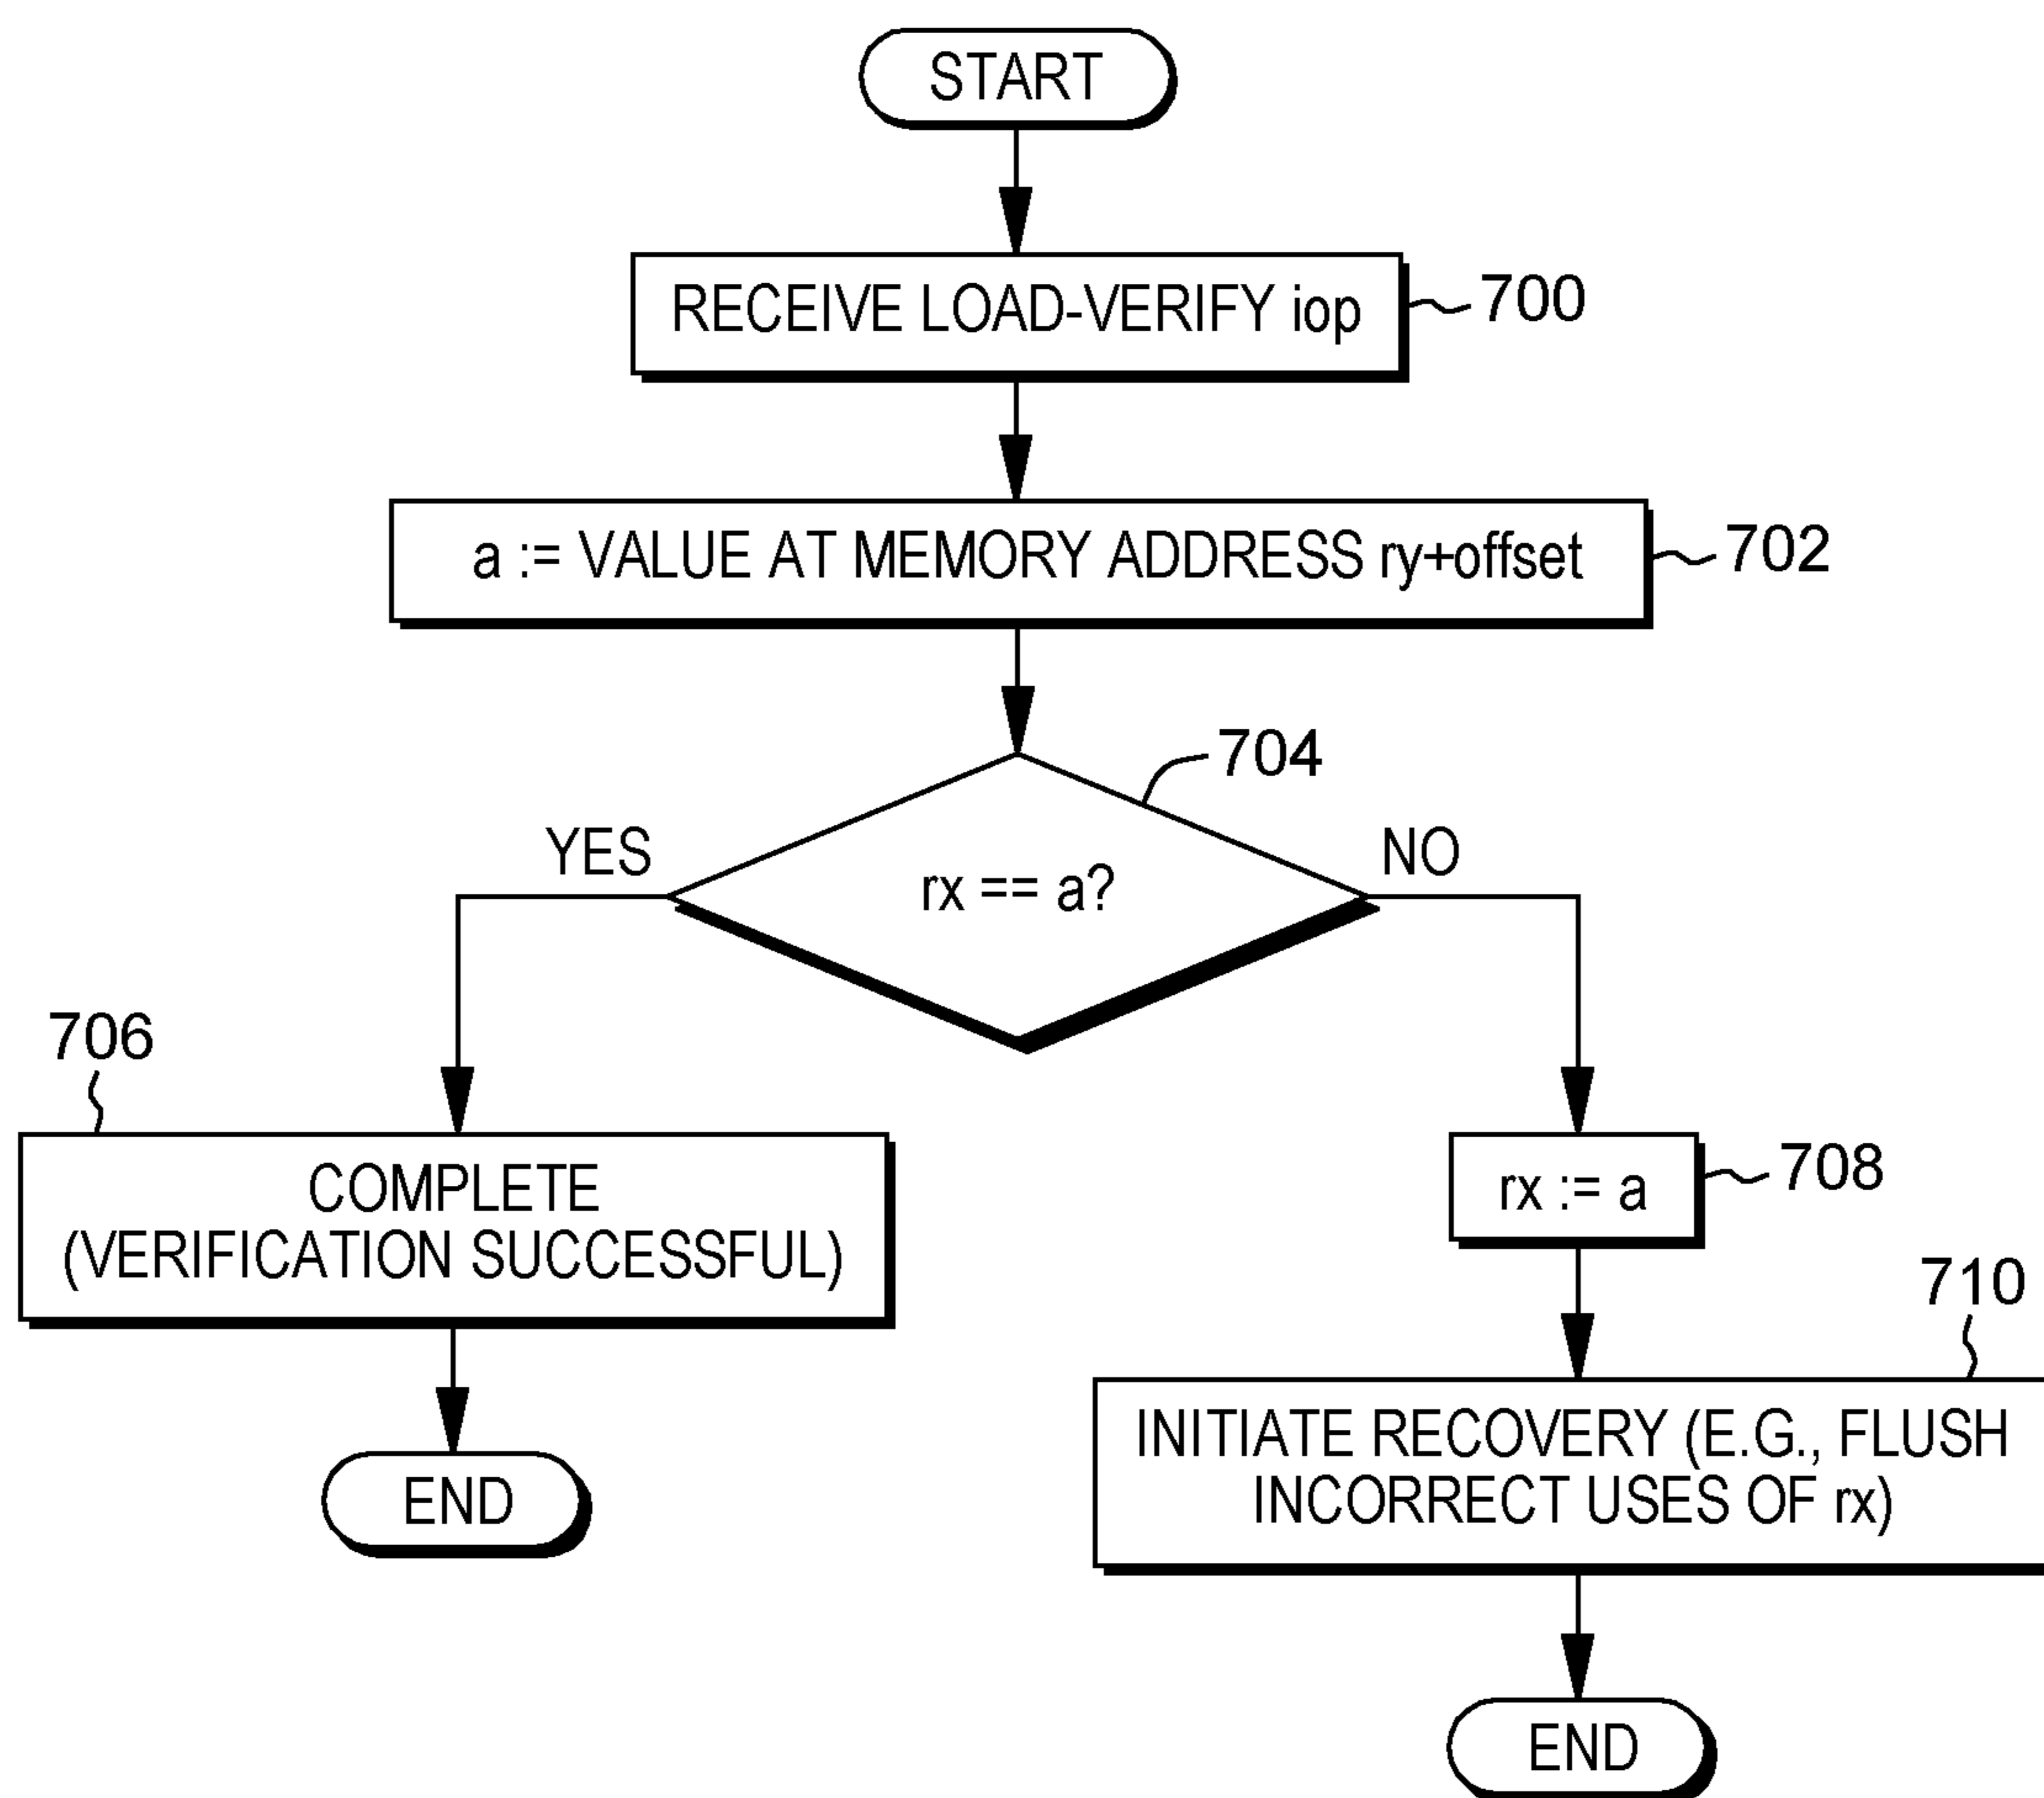 START
RECEIVE LOAD-VERIFY iop
700
a := VALUE AT MEMORY ADDRESS ry+offset
702
704
YES
rx == a?
NO
706
COMPLETE
(VERIFICATION SUCCESSFUL)
END
rx := a
708
710
INITIATE RECOVERY (E.G., FLUSH
INCORRECT USES OF rx)
END